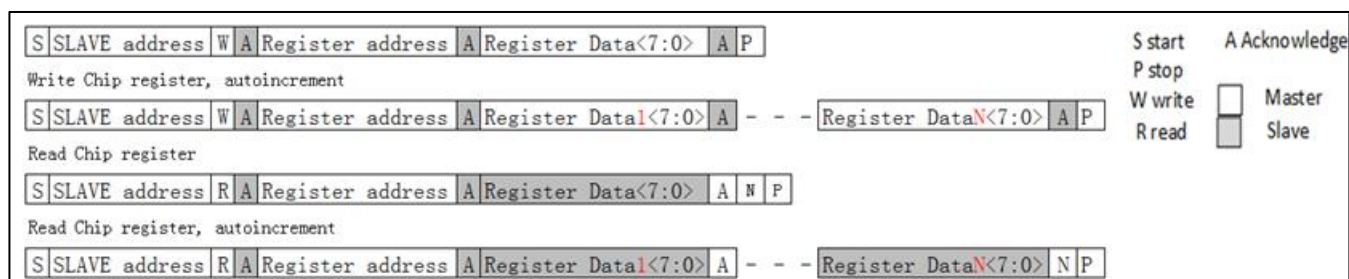 S SLAVE address W A Register address A Register Data<7:0> A P
Write Chip register, autoincrement
S SLAVE address W A Register address A Register Data1<7:0> A - - - Register DataN<7:0> A P
Read Chip register
S SLAVE address R A Register address A Register Data<7:0> A N P
Read Chip register, autoincrement
S SLAVE address R A Register address A Register Data1<7:0> A - - - Register DataN<7:0> N P
S start A Acknowledge
P stop
W write Master
R read Slave